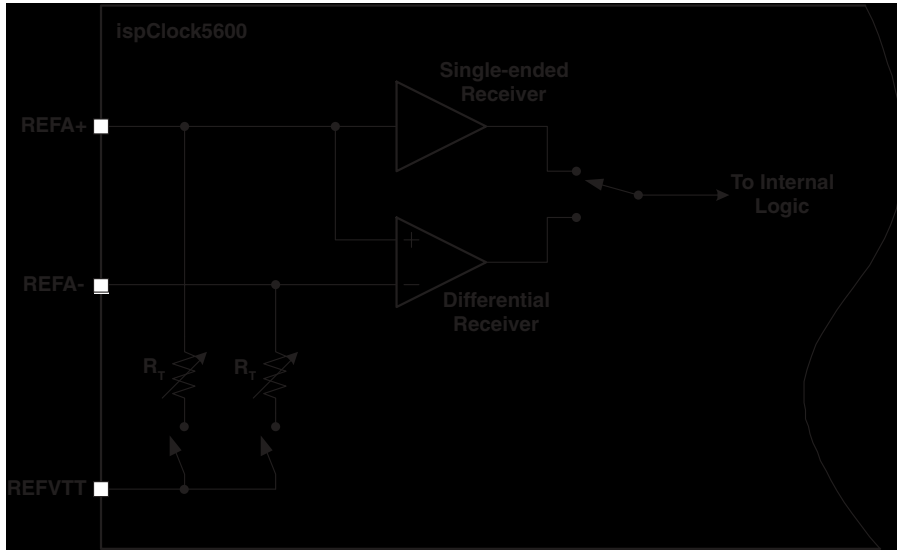 ispClock5600
Single-ended
Receiver
REFA+
To Internal
Logic
+
REFA-
−
Differential
Receiver
RT
RT
REFVTT